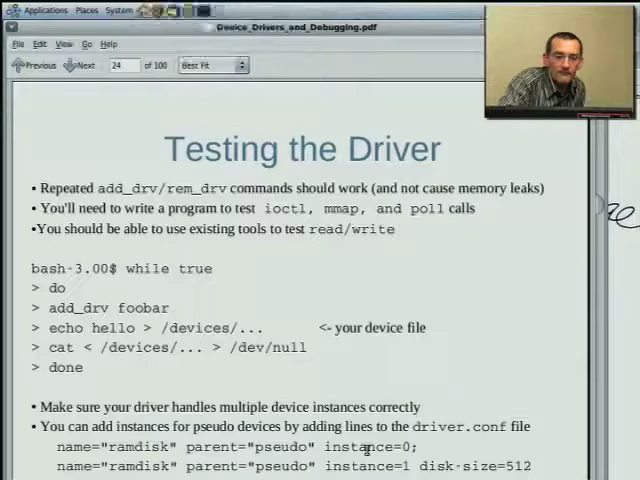 Applications Places System
Device_Drivers_and_Debugging.pdf
File Edit View Go Help
Previous Next 24 of 100 Best Fit
Testing the Driver
• Repeated add_drv/rem_drv commands should work (and not cause memory leaks)
• You'll need to write a program to test ioctl, mmap, and poll calls
•You should be able to use existing tools to test read/write
bash-3.00$ while true
> do
> add_drv foobar
> echo hello > /devices/... <- your device file
> cat < /devices/... > /dev/null
> done
• Make sure your driver handles multiple device instances correctly
• You can add instances for pseudo devices by adding lines to the driver.conf file
name="ramdisk" parent="pseudo" instance=0;
name="ramdisk" parent="pseudo" instance=1 disk-size=512